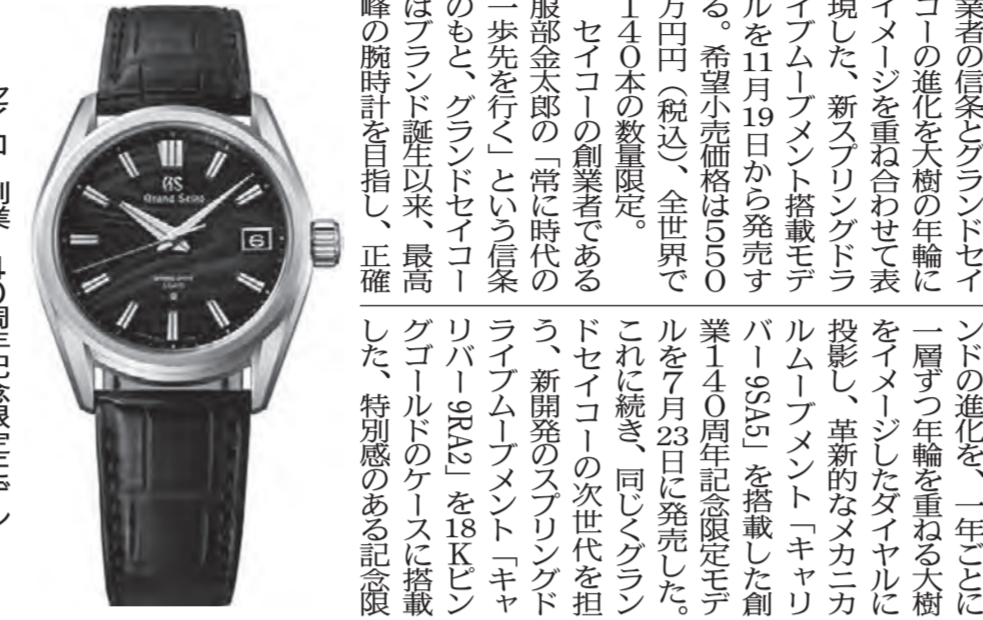 業者の信条とグランドセイ
コーの進化を大樹の年輪に
イメージを重ね合わせて表
現した、新スプリングドラ
イブムーブメント搭載モデ
ルを11月19日から発売す
る。希望小売価格は550
万円円（税込）、全世界で
140本の数量限定。
セイコーの創業者である
服部金太郎の「常に時代の
一歩先を行く」という信条
のもと、グランドセイコー
はブランド誕生以来、最高
峰の腕時計を目指し、正確
ンドの進化を、一年ごとに
一層ずつ年輪を重ねる大樹
をイメージしたダイヤルに
投影し、革新的なメカニカ
ルムーブメント「キャリ
バー9SA5」を搭載した創
業140周年記念限定モデ
ルを7月23日に発売した。
これに続き、同じくグラン
ドセイコーの次世代を担
う、新開発のスプリングド
ライブムーブメント「キャ
リバー9RA2」を18Kピン
グゴールドのケースに搭載
した、特別感のある記念限
GS
Grand Seiko
6